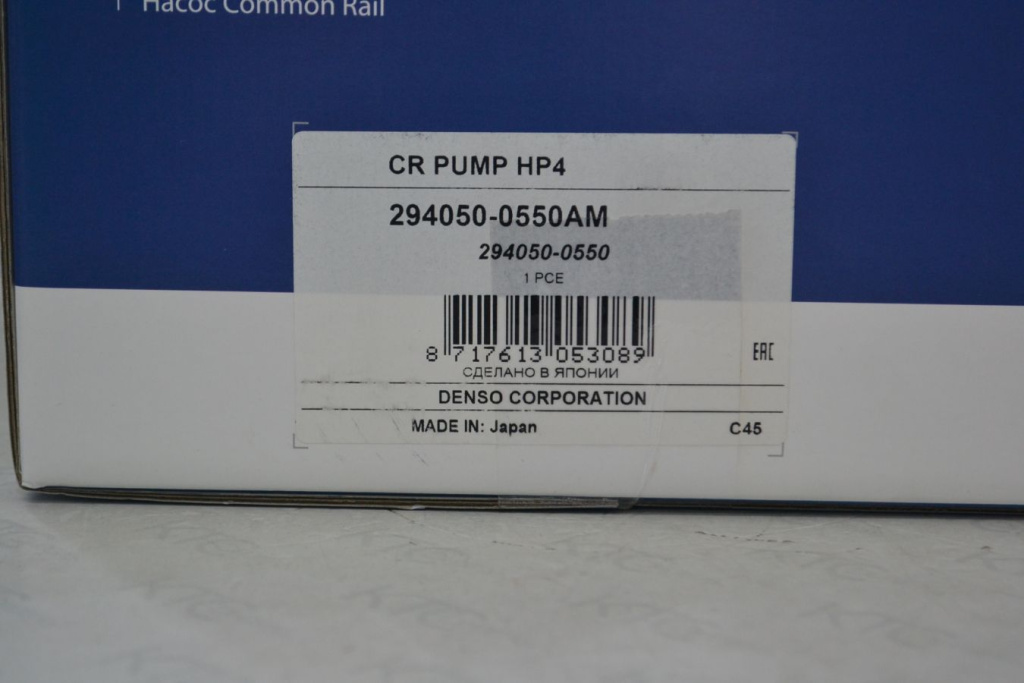 Насос Common Rail
CR PUMP HP4
294050-0550AM
294050-0550
1 PCE
8 717613 053089
EAC
СДЕЛАНО В ЯПОНИИ
DENSO CORPORATION
MADE IN: Japan C45